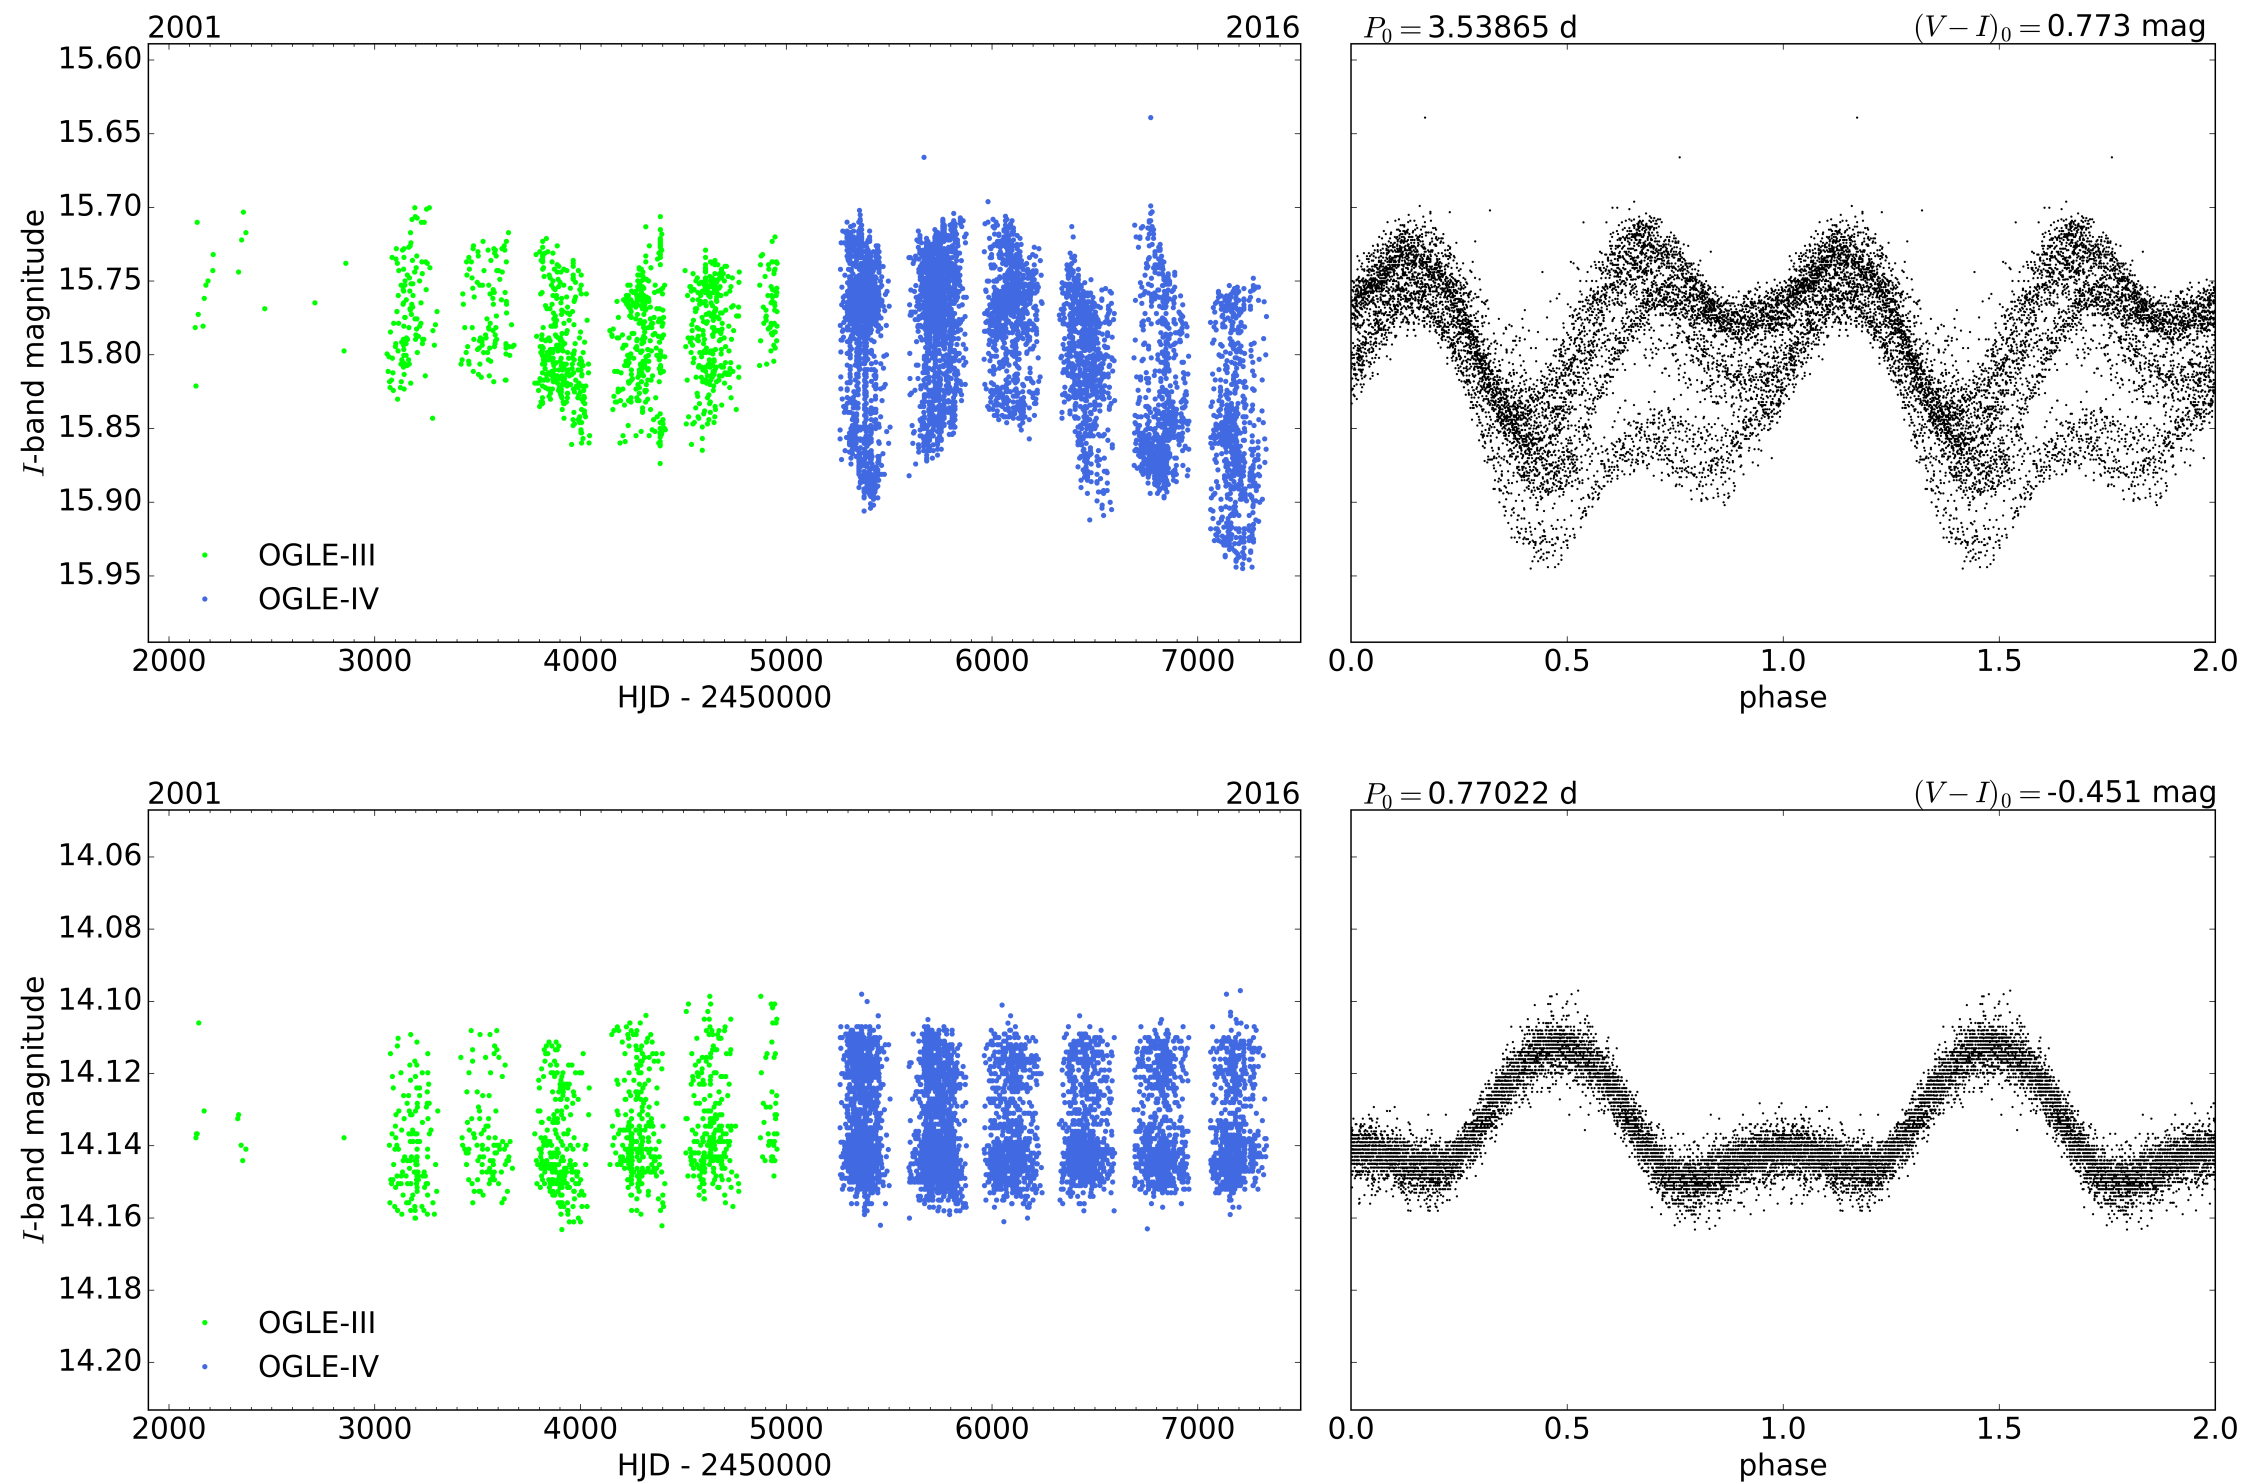 2001 2016
P₀ = 3.53865 d (V − I)₀ = 0.773 mag
15.60
15.65
15.70
15.75
15.80
15.85
15.90
15.95
I-band magnitude
OGLE-III
OGLE-IV
2000 3000 4000 5000 6000 7000
HJD - 2450000
0.0 0.5 1.0 1.5 2.0
phase
2001 2016
P₀ = 0.77022 d (V − I)₀ = -0.451 mag
14.06
14.08
14.10
14.12
14.14
14.16
14.18
14.20
I-band magnitude
OGLE-III
OGLE-IV
2000 3000 4000 5000 6000 7000
HJD - 2450000
0.0 0.5 1.0 1.5 2.0
phase